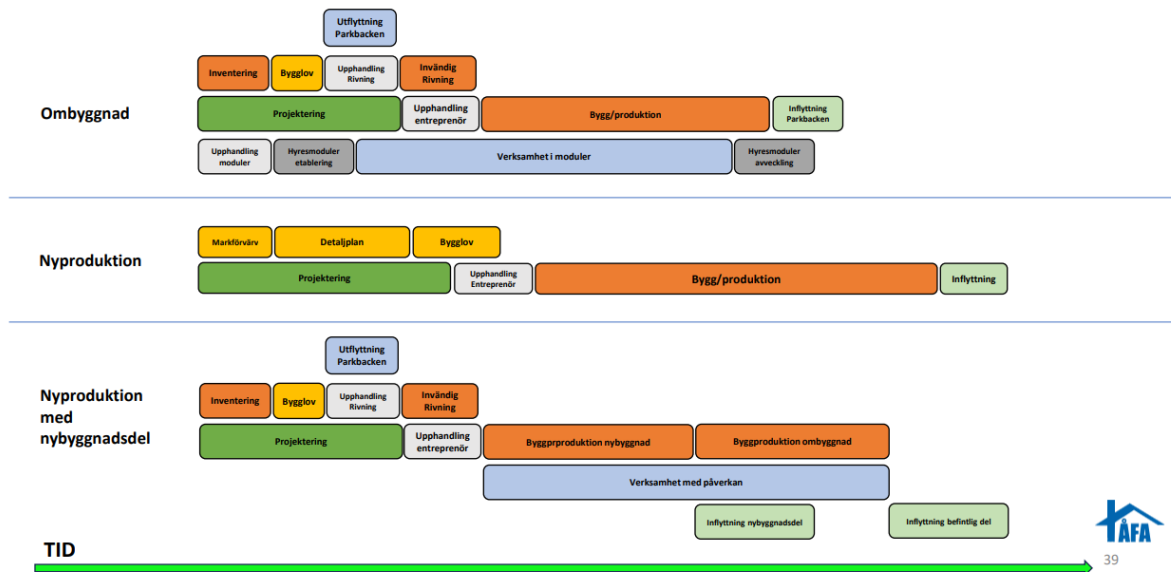 Utflyttning
Parkbacken
Inventering
Bygglov
Upphandling
Rivning
Invändig
Rivning
Ombyggnad
Projektering
Upphandling
entreprenör
Bygg/produktion
Inflyttning
Parkbacken
Upphandling
moduler
Hyresmoduler
etablering
Verksamhet i moduler
Hyresmoduler
avveckling
Nyproduktion
Markförvärv
Detaljplan
Bygglov
Projektering
Upphandling
Entreprenör
Bygg/produktion
Inflyttning
Utflyttning
Parkbacken
Nyproduktion
med
nybyggnadsdel
Inventering
Bygglov
Upphandling
Rivning
Invändig
Rivning
Projektering
Upphandling
entreprenör
Byggprproduktion nybyggnad
Byggproduktion ombyggnad
Verksamhet med påverkan
Inflyttning nybyggnadsdel
Inflyttning befintlig del
TID
ÅFA
39